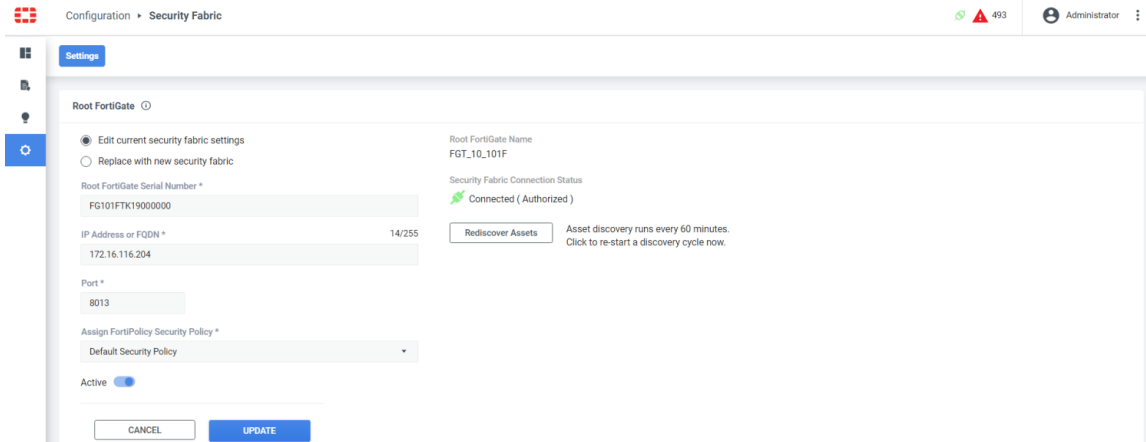 Configuration ▸ Security Fabric
493
Administrator
Settings
Root FortiGate
Edit current security fabric settings
Replace with new security fabric
Root FortiGate Serial Number *
FG101FTK19000000
IP Address or FQDN *
14/255
172.16.116.204
Port *
8013
Assign FortiPolicy Security Policy *
Default Security Policy
Active
CANCEL
UPDATE
Root FortiGate Name
FGT_10_101F
Security Fabric Connection Status
Connected ( Authorized )
Rediscover Assets
Asset discovery runs every 60 minutes.
Click to re-start a discovery cycle now.